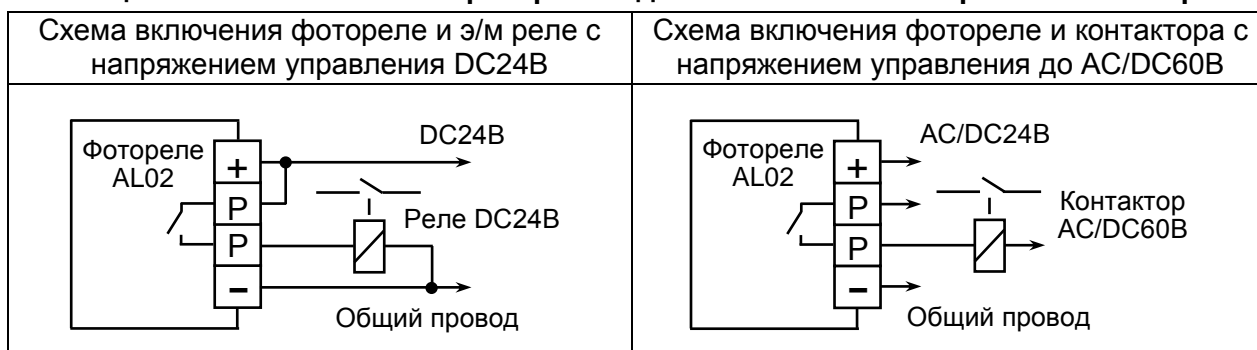 Схема включения фотореле и э/м реле с
напряжением управления DC24В
Схема включения фотореле и контактора с
напряжением управления до AC/DC60В
Фотореле
AL02
+
P
P
−
DC24В
Реле DC24В
Общий провод
Фотореле
AL02
+
P
P
−
AC/DC24В
Контактор
AC/DC60В
Общий провод